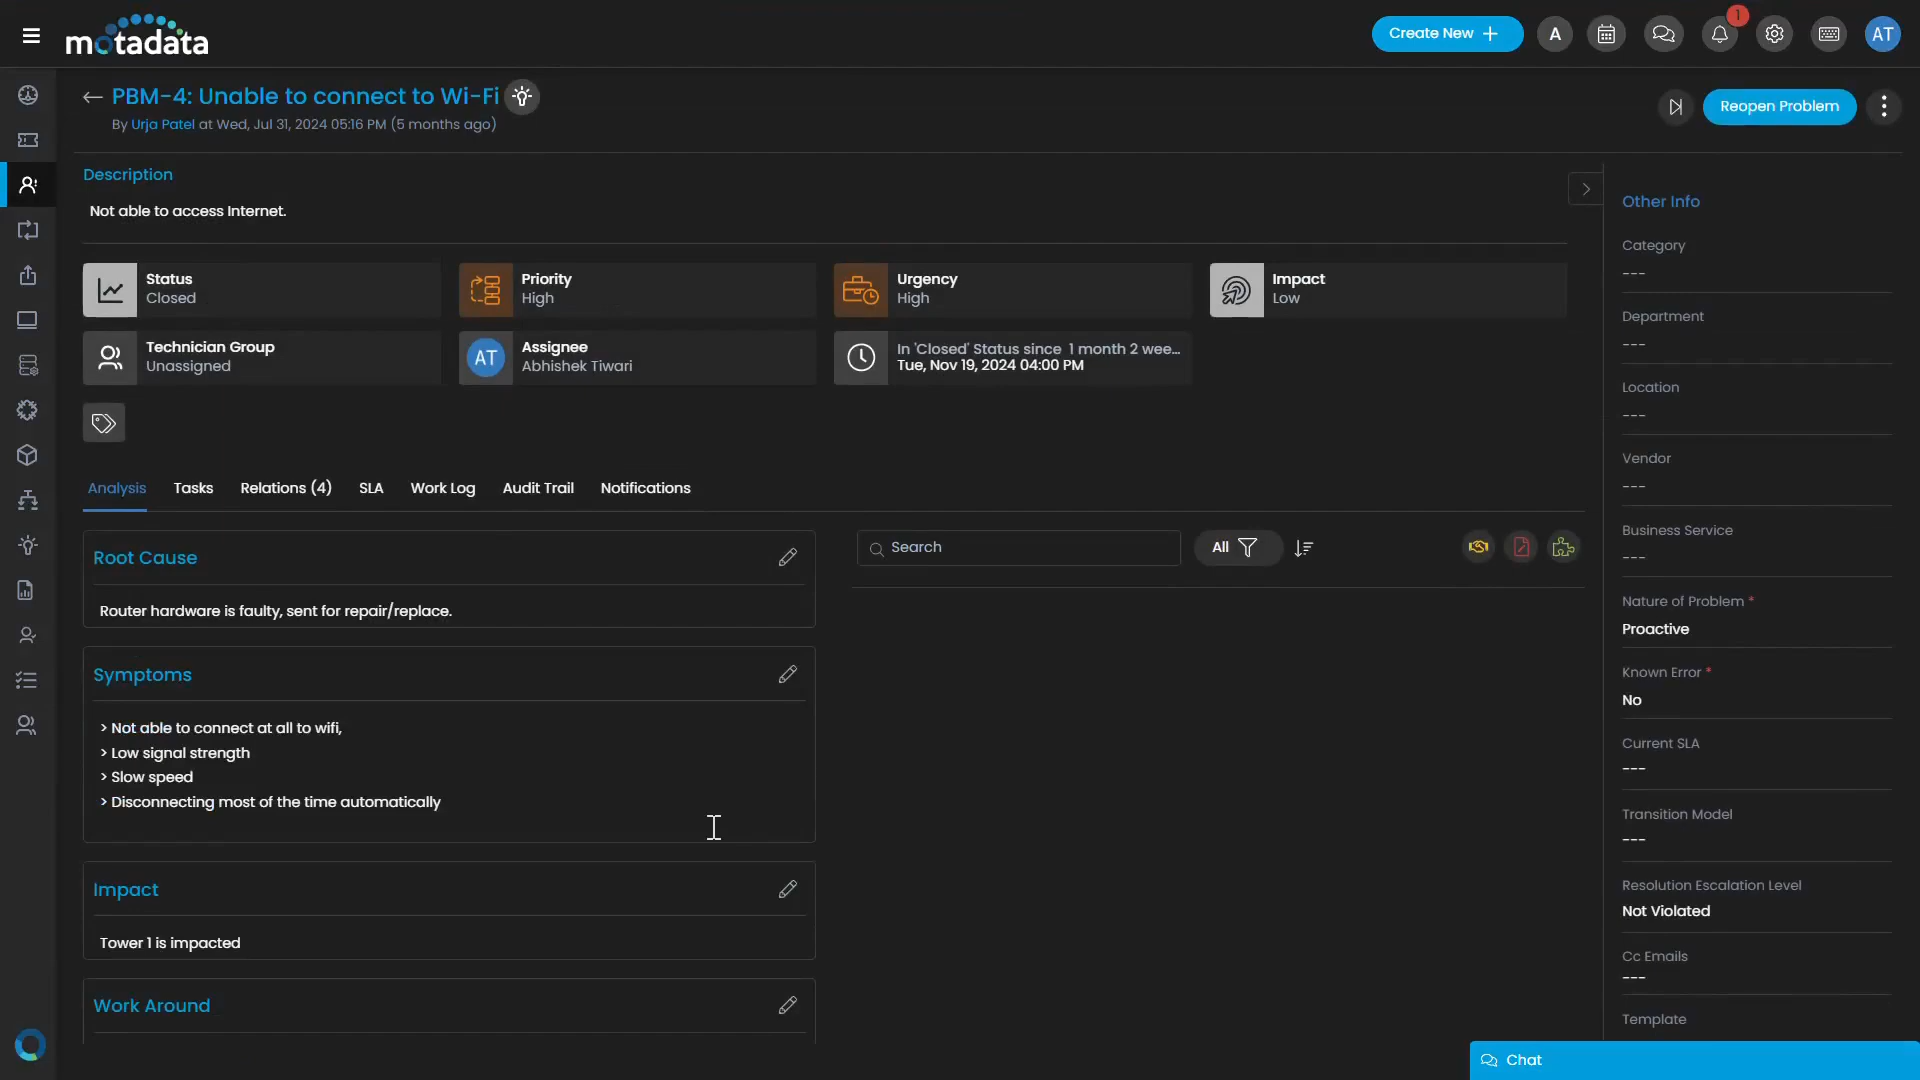 motadata
Create New
A
1
AT
PBM-4: Unable to connect to Wi-Fi
By Urja Patel at Wed, Jul 31, 2024 05:16 PM (5 months ago)
Reopen Problem
Description
Not able to access Internet.
Status
Closed
Priority
High
Urgency
High
Impact
Low
Technician Group
Unassigned
AT
Assignee
Abhishek Tiwari
In 'Closed' Status since 1 month 2 wee...
Tue, Nov 19, 2024 04:00 PM
Analysis Tasks Relations (4) SLA Work Log Audit Trail Notifications
Root Cause
Router hardware is faulty, sent for repair/replace.
Symptoms
> Not able to connect at all to wifi,
> Low signal strength
> Slow speed
> Disconnecting most of the time automatically
Impact
Tower 1 is impacted
Work Around
Search
All
Other Info
Category
---
Department
---
Location
---
Vendor
---
Business Service
---
Nature of Problem *
Proactive
Known Error *
No
Current SLA
---
Transition Model
---
Resolution Escalation Level
Not Violated
Cc Emails
---
Template
Chat